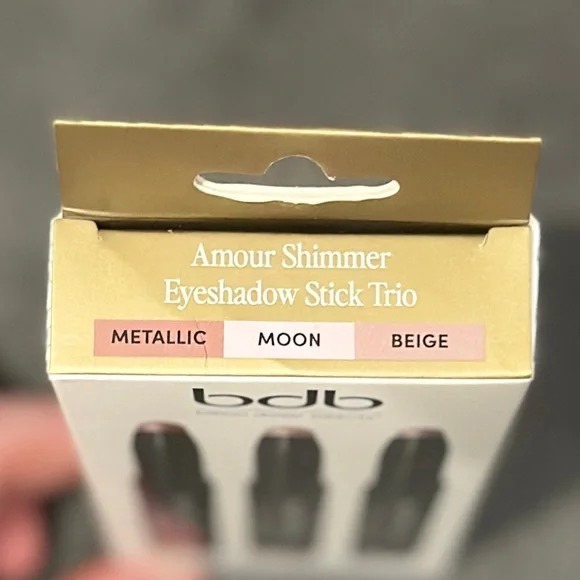 Amour Shimmer
Eyeshadow Stick Trio
METALLIC MOON BEIGE
bdb